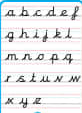 a b c d e f
g h i j k l
m n o p q
r s t u v w
x y z